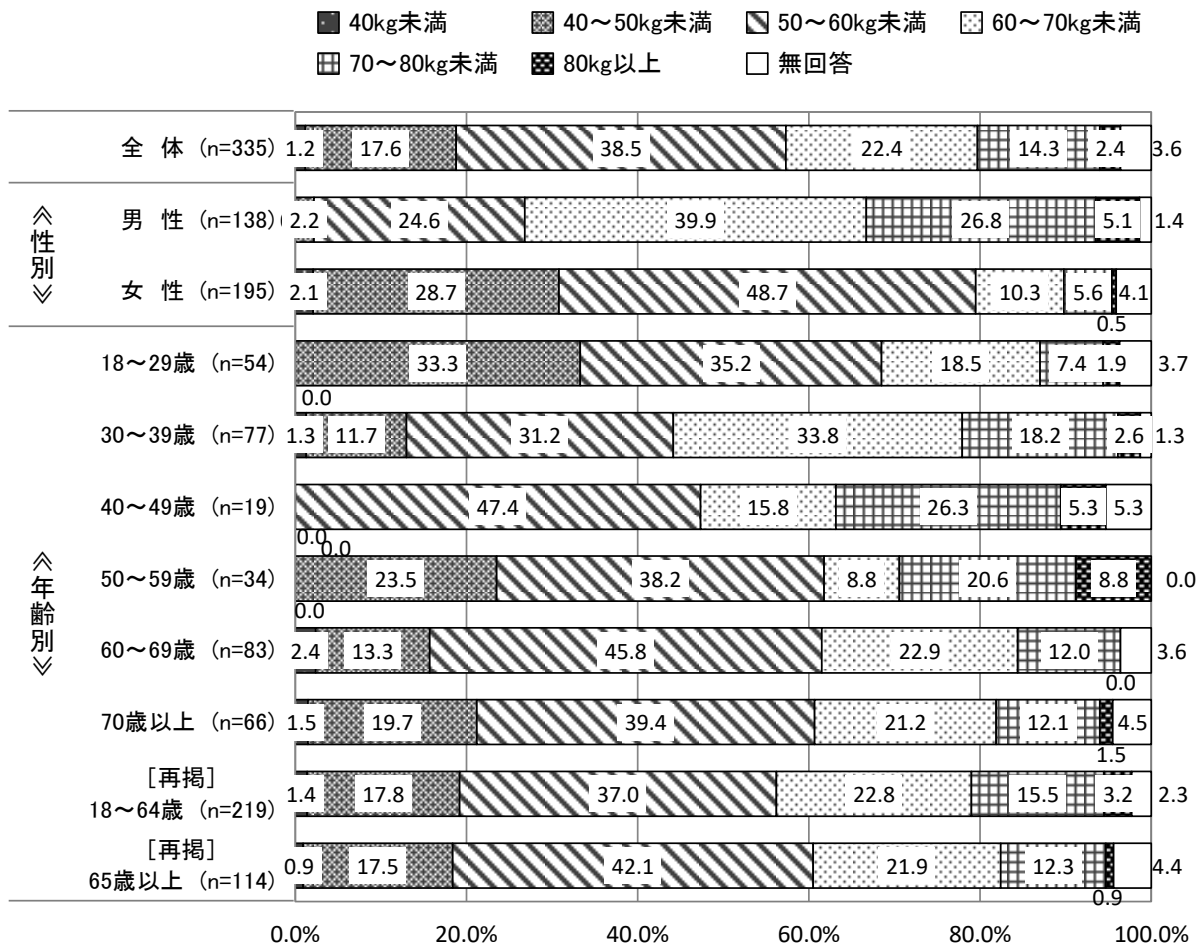 40kg未満 40～50kg未満 50～60kg未満 60～70kg未満
70～80kg未満 80kg以上 無回答
全 体 (n=335) 1.2 17.6 38.5 22.4 14.3 2.4 3.6
≪性別≫
男 性 (n=138) 2.2 24.6 39.9 26.8 5.1 1.4
女 性 (n=195) 2.1 28.7 48.7 10.3 5.6 4.1
0.5
≪年齢別≫
18～29歳 (n=54) 33.3 35.2 18.5 7.4 1.9 3.7
0.0
30～39歳 (n=77) 1.3 11.7 31.2 33.8 18.2 2.6 1.3
40～49歳 (n=19) 47.4 15.8 26.3 5.3 5.3
0.0 0.0
50～59歳 (n=34) 23.5 38.2 8.8 20.6 8.8 0.0
0.0
60～69歳 (n=83) 2.4 13.3 45.8 22.9 12.0 3.6
0.0
70歳以上 (n=66) 1.5 19.7 39.4 21.2 12.1 4.5
1.5
［再掲］
18～64歳 (n=219) 1.4 17.8 37.0 22.8 15.5 3.2 2.3
［再掲］
65歳以上 (n=114) 0.9 17.5 42.1 21.9 12.3 4.4
0.9
0.0% 20.0% 40.0% 60.0% 80.0% 100.0%